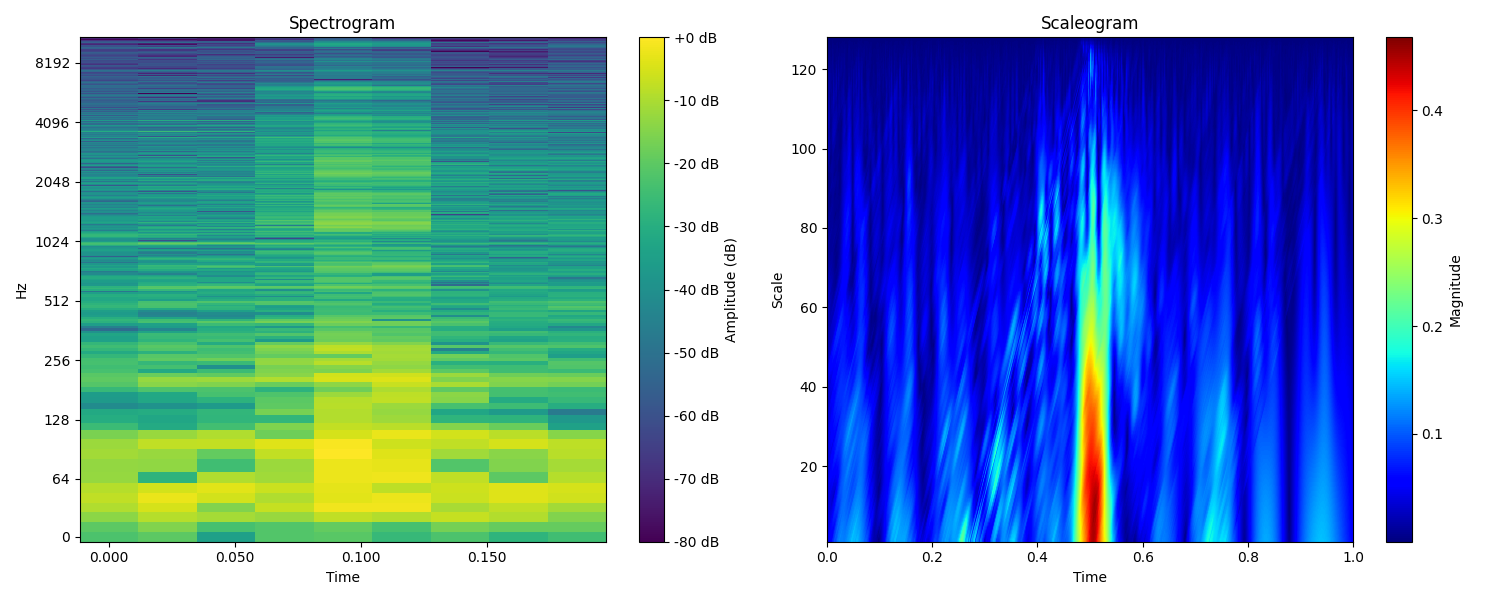 Spectrogram
8192
4096
2048
1024
512
256
128
64
0
Hz
0.000 0.050 0.100 0.150
Time
+0 dB
-10 dB
-20 dB
-30 dB
-40 dB
-50 dB
-60 dB
-70 dB
-80 dB
Amplitude (dB)
Scaleogram
120
100
80
60
40
20
Scale
0.0 0.2 0.4 0.6 0.8 1.0
Time
0.4
0.3
0.2
0.1
Magnitude